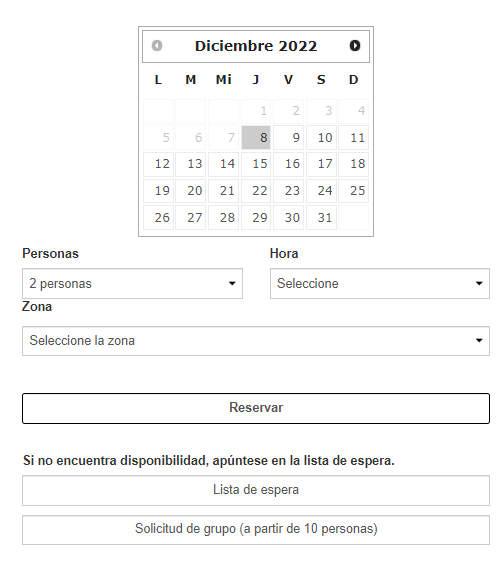 Diciembre 2022
L M Mi J V S D
1 2 3 4
5 6 7 8 9 10 11
12 13 14 15 16 17 18
19 20 21 22 23 24 25
26 27 28 29 30 31
Personas Hora
2 personas Seleccione
Zona
Seleccione la zona
Reservar
Si no encuentra disponibilidad, apúntese en la lista de espera.
Lista de espera
Solicitud de grupo (a partir de 10 personas)